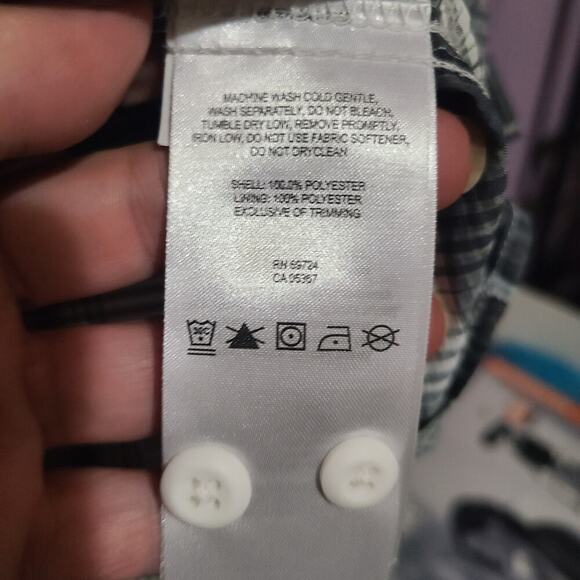 MACHINE WASH COLD GENTLE,
WASH SEPARATELY, DO NOT BLEACH,
TUMBLE DRY LOW, REMOVE PROMPTLY,
IRON LOW, DO NOT USE FABRIC SOFTENER,
DO NOT DRYCLEAN
SHELL: 100.0% POLYESTER
LINING: 100% POLYESTER
EXCLUSIVE OF TRIMMING
RN 69724
CA 05367
30C